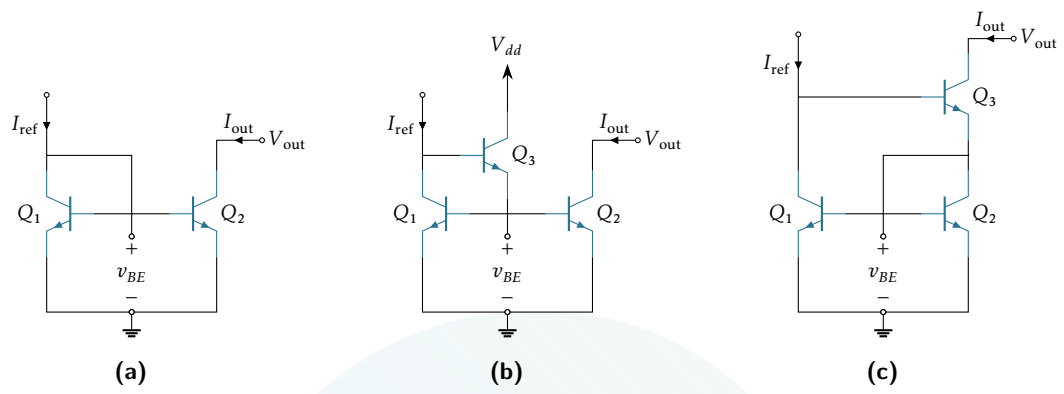 I_ref
I_out
V_out
Q_1
Q_2
+
v_BE
−
(a)
V_dd
I_ref
I_out
V_out
Q_3
Q_1
Q_2
+
v_BE
−
(b)
I_out
V_out
I_ref
Q_3
Q_1
Q_2
+
v_BE
−
(c)